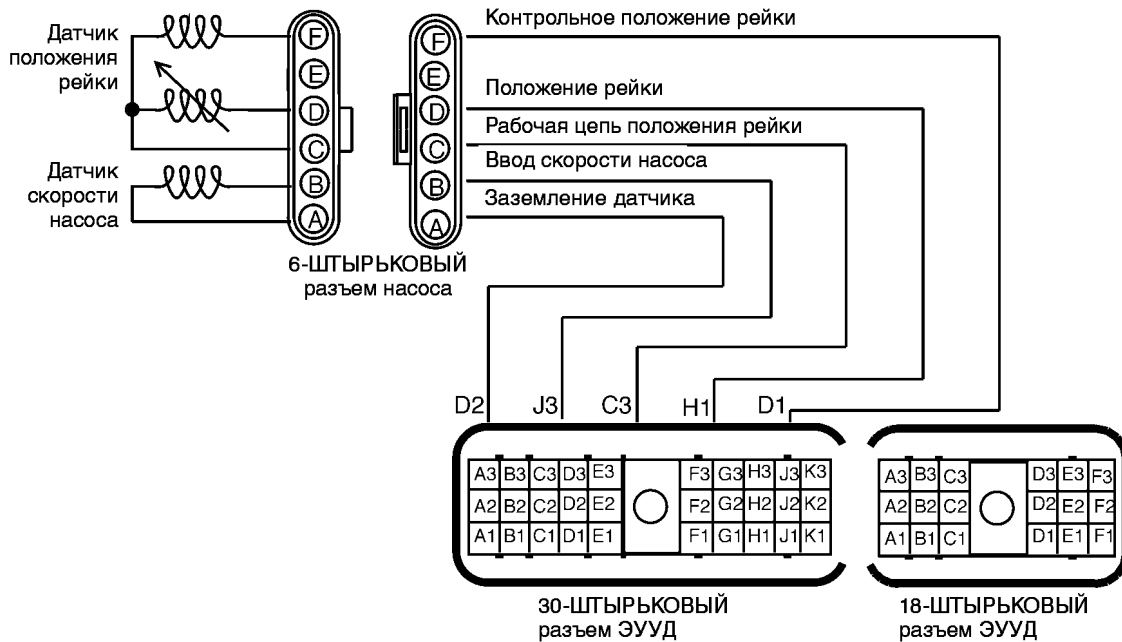 Датчик
положения
рейки
Датчик
скорости
насоса
F
E
D
C
B
A
6-ШТЫРЬКОВЫЙ
разъем насоса
F
E
D
C
B
A
Контрольное положение рейки
Положение рейки
Рабочая цепь положения рейки
Ввод скорости насоса
Заземление датчика
D2 J3 C3 H1 D1
A3 B3 C3 D3 E3 F3 G3 H3 J3 K3
A2 B2 C2 D2 E2 F2 G2 H2 J2 K2
A1 B1 C1 D1 E1 F1 G1 H1 J1 K1
30-ШТЫРЬКОВЫЙ
разъем ЭУУД
A3 B3 C3 D3 E3 F3
A2 B2 C2 D2 E2 F2
A1 B1 C1 D1 E1 F1
18-ШТЫРЬКОВЫЙ
разъем ЭУУД